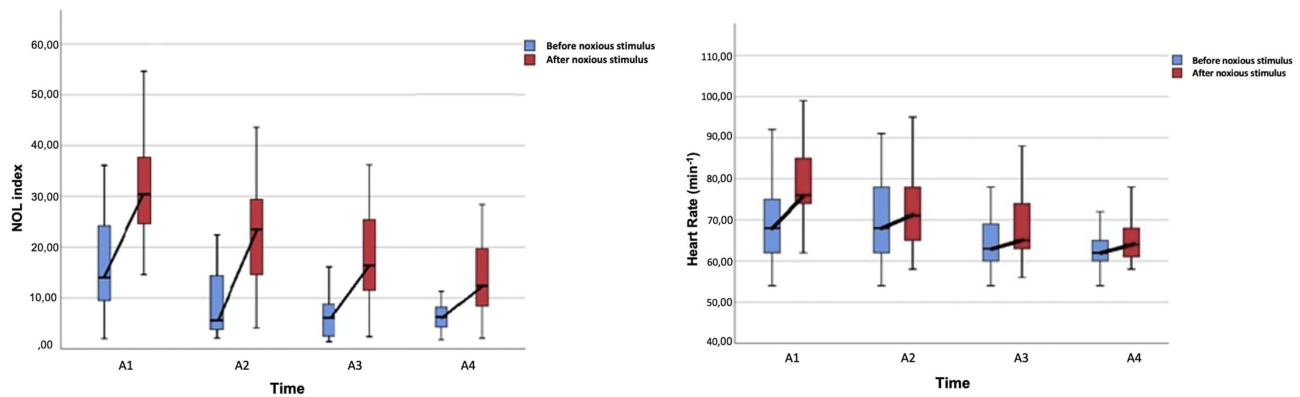 60,00
50,00
40,00
30,00
20,00
10,00
,00
NOL index
A1
A2
A3
A4
Time
Before noxious stimulus
After noxious stimulus
110,00
100,00
90,00
80,00
70,00
60,00
50,00
40,00
Heart Rate (min⁻¹)
A1
A2
A3
A4
Time
Before noxious stimulus
After noxious stimulus